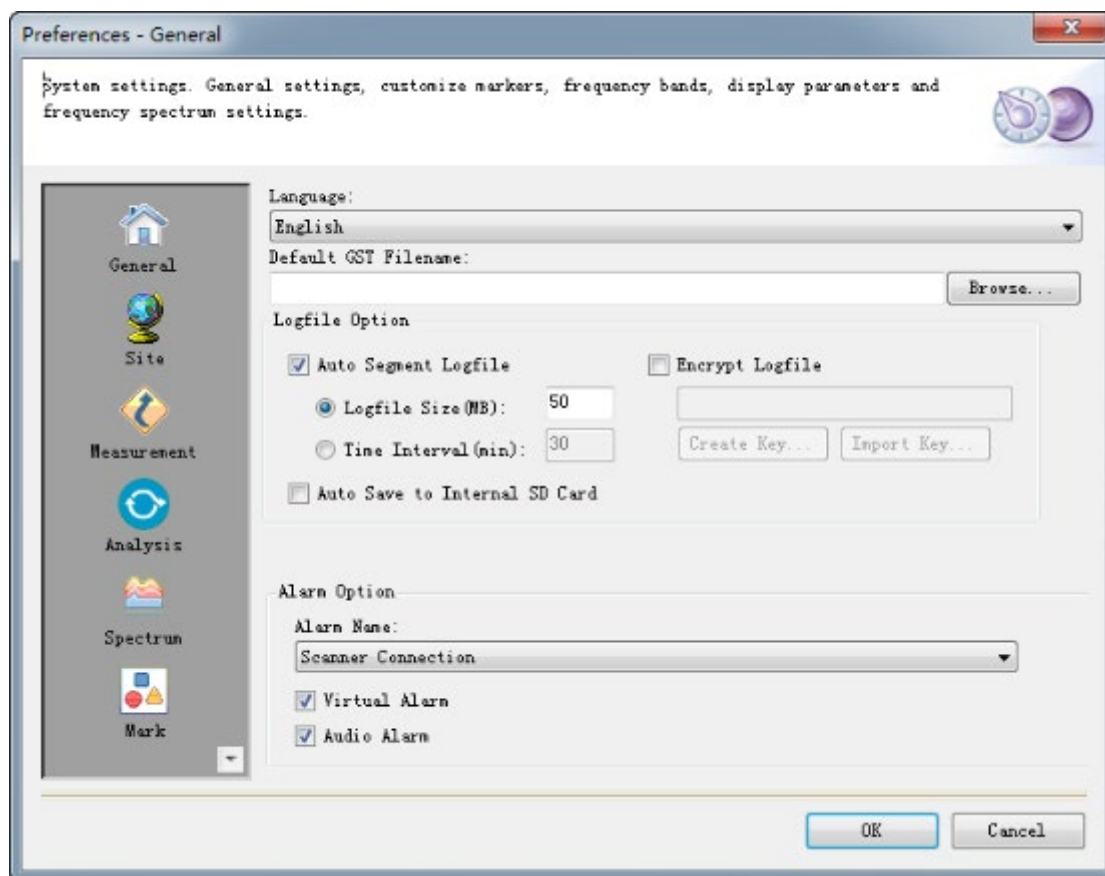 Preferences - General
System settings. General settings, customize markers, frequency bands, display parameters and
frequency spectrum settings.
General
Site
Measurement
Analysis
Spectrum
Mark
Language:
English
Default GST Filename:
Browse...
Logfile Option
Auto Segment Logfile
Encrypt Logfile
Logfile Size(MB): 50
Time Interval(min): 30
Create Key... Import Key...
Auto Save to Internal SD Card
Alarm Option
Alarm Name:
Scanner Connection
Virtual Alarm
Audio Alarm
OK Cancel